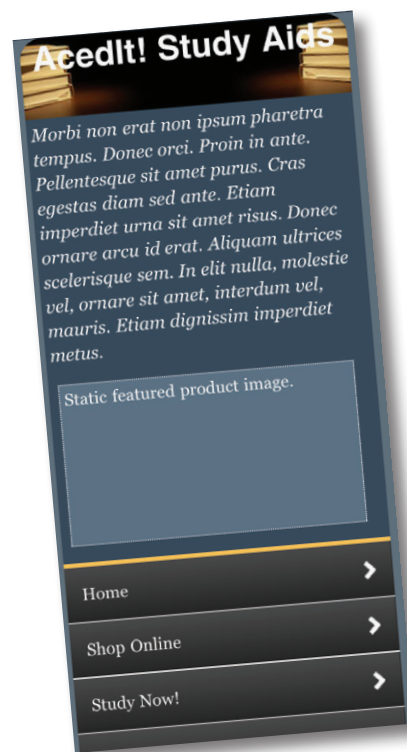 AcedIt! Study Aids
Morbi non erat non ipsum pharetra
tempus. Donec orci. Proin in ante.
Pellentesque sit amet purus. Cras
egestas diam sed ante. Etiam
imperdiet urna sit amet risus. Donec
ornare arcu id erat. Aliquam ultrices
scelerisque sem. In elit nulla, molestie
vel, ornare sit amet, interdum vel,
mauris. Etiam dignissim imperdiet
metus.
Static featured product image.
Home
Shop Online
Study Now!